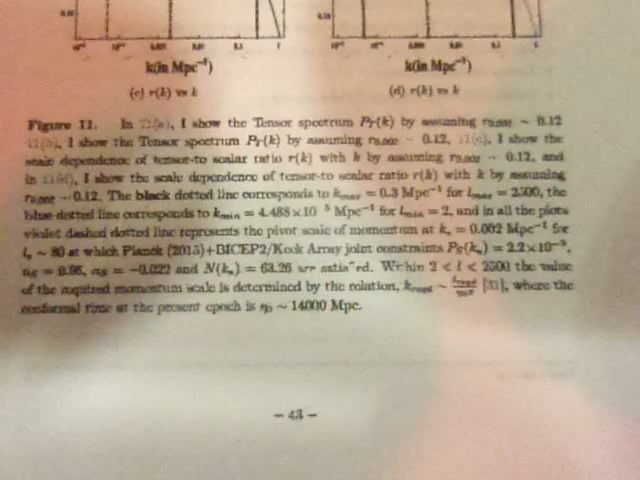 k(in Mpc⁻¹) k(in Mpc⁻¹)
(c) r(k) vs k (d) r(k) vs k
Figure 11. In 11(a), I show the Tensor spectrum P_T(k) by assuming r₀.₀₀₂ ~ 0.12
11(b), I show the Tensor spectrum P_T(k) by assuming r₀.₀₀₂ ~ 0.12, 11(c), I show the
scale dependence of tensor-to scalar ratio r(k) with k by assuming r₀.₀₀₂ ~ 0.12, and
in 11(d), I show the scale dependence of tensor-to scalar ratio r(k) with k by assuming
r₀.₀₀₂ ~ 0.12. The black dotted line corresponds to k_max = 0.3 Mpc⁻¹ for l_max = 2500, the
blue dotted line corresponds to k_min = 4.488×10⁻⁵ Mpc⁻¹ for l_min = 2, and in all the plots
violet dashed dotted line represents the pivot scale of momentum at k_* = 0.002 Mpc⁻¹ for
l_* ~ 80 at which Planck (2015)+BICEP2/Keck Array joint constraints P_S(k_*) = 2.2×10⁻⁹,
n_S = 0.96, α_S = −0.022 and N(k_*) = 63.26 are satisfied. Within 2 < l < 2500 the value
of the required momentum scale is determined by the relation, k_reqd ~ l_reqd/η₀π [31], where the
conformal time at the present epoch is η₀ ~ 14000 Mpc.
– 43 –